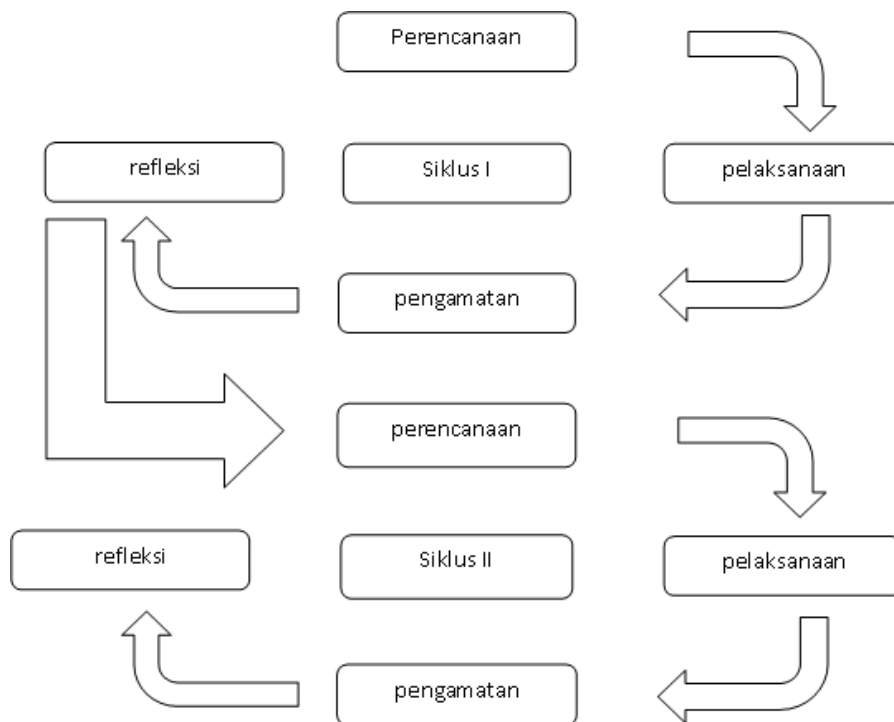 Perencanaan
refleksi
Siklus I
pelaksanaan
pengamatan
perencanaan
refleksi
Siklus II
pelaksanaan
pengamatan